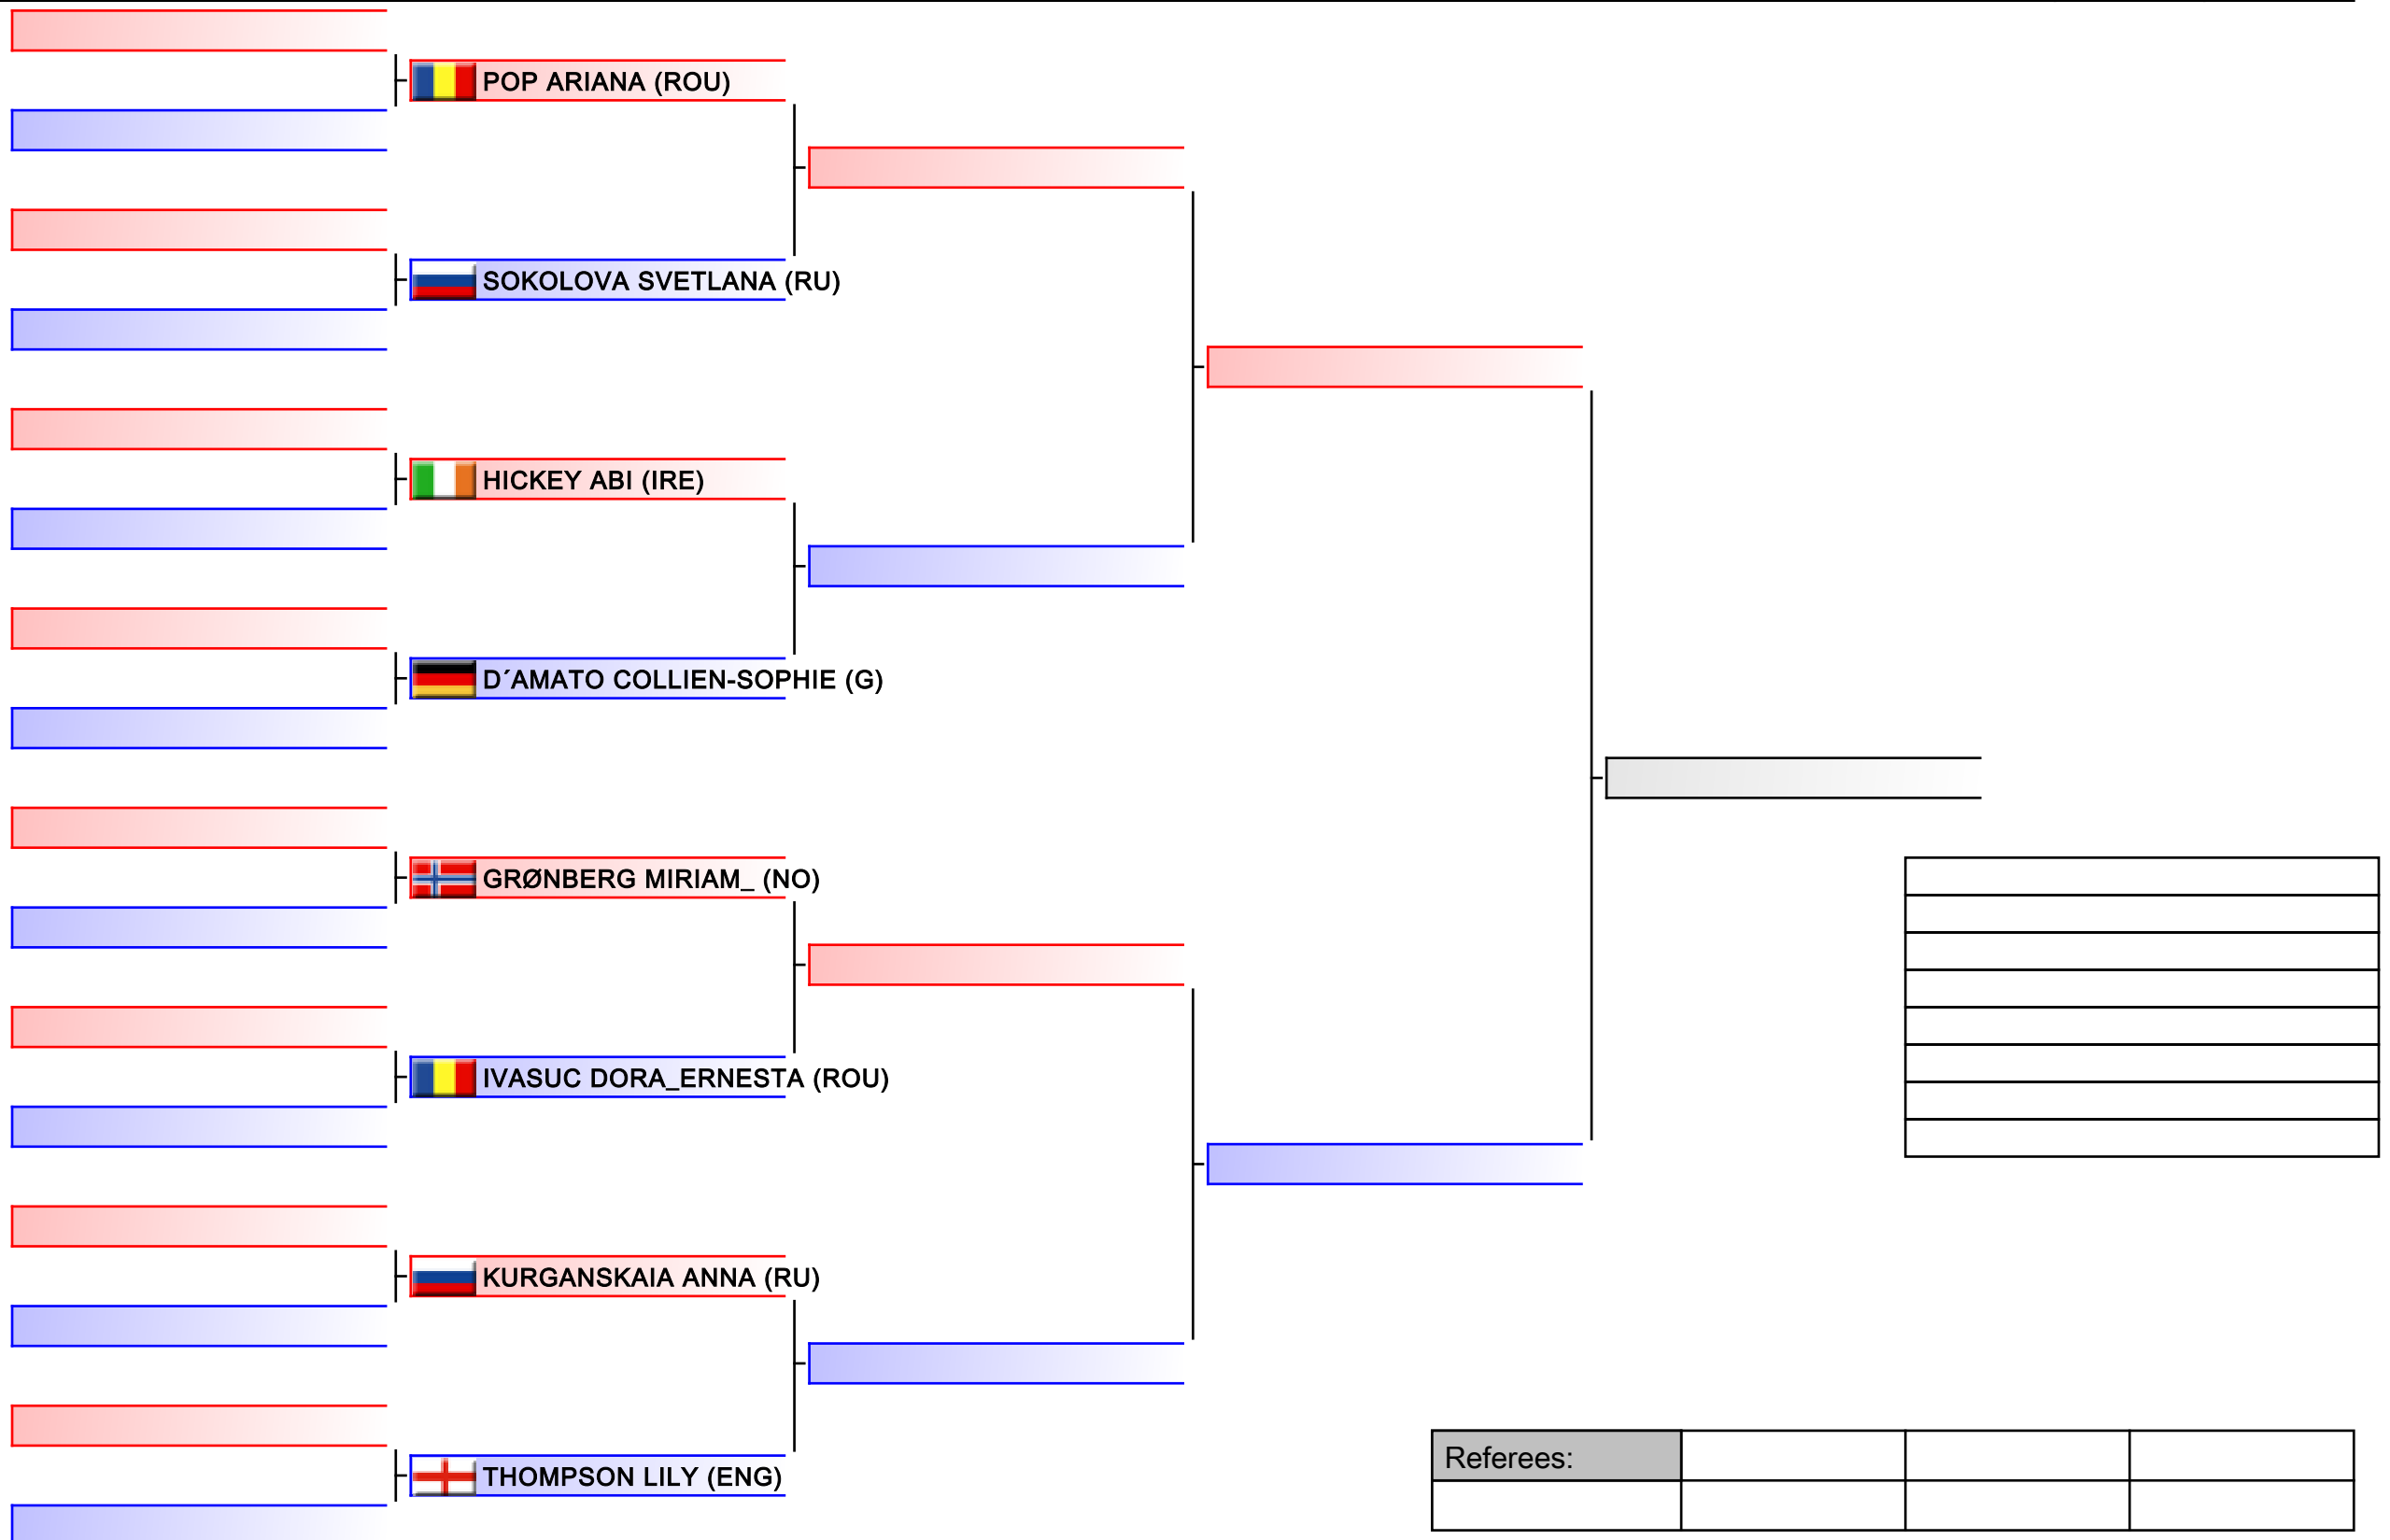 POP ARIANA (ROU)
SOKOLOVA SVETLANA (RU)
HICKEY ABI (IRE)
D´AMATO COLLIEN-SOPHIE (G)
GRØNBERG MIRIAM_ (NO)
IVASUC DORA_ERNESTA (ROU)
KURGANSKAIA ANNA (RU)
THOMPSON LILY (ENG)
Referees: